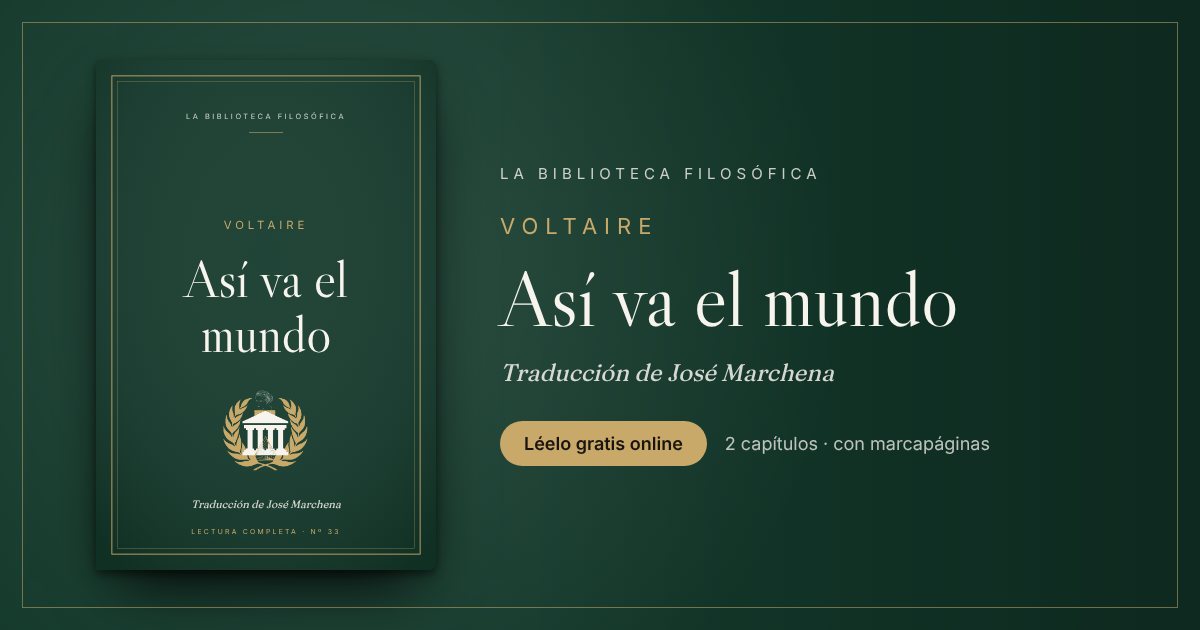 LA BIBLIOTECA FILOSÓFICA
VOLTAIRE
Así va el
mundo
Traducción de José Marchena
LECTURA COMPLETA · Nº 33
LA BIBLIOTECA FILOSÓFICA
VOLTAIRE
Así va el mundo
Traducción de José Marchena
Léelo gratis online
2 capítulos · con marcapáginas